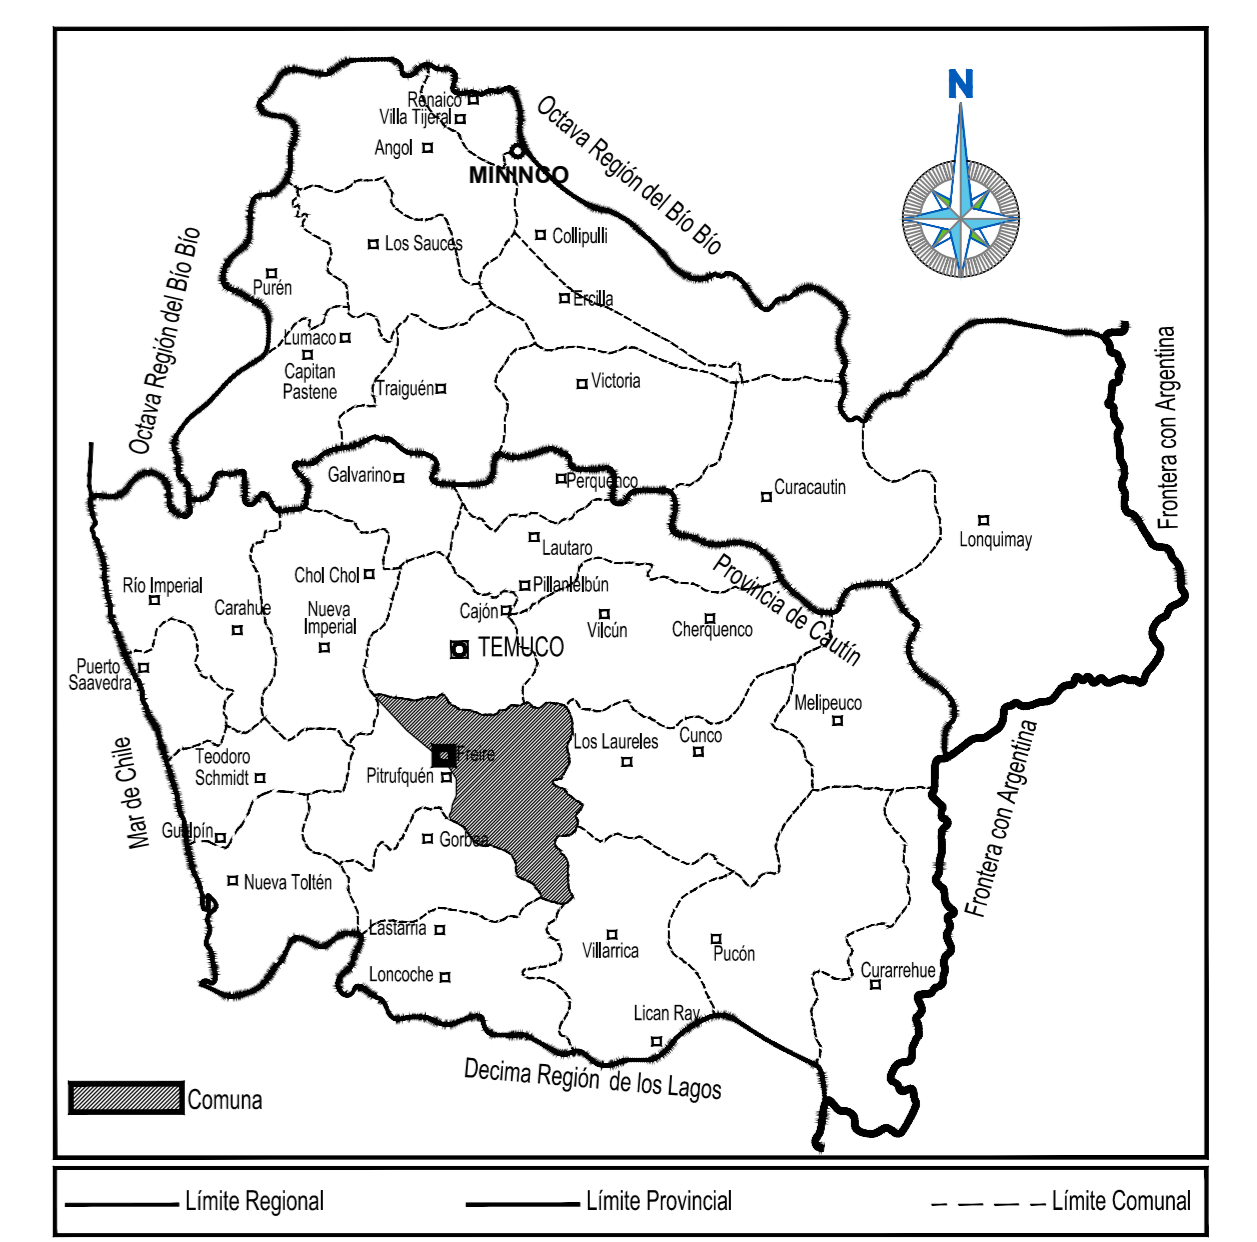 N
Renaico
Villa Tijeral
Angol
MININCO
Octava Región del Bío Bío
Los Sauces
Collipulli
Purén
Ercilla
Octava Región del Bío Bío
Lumaco
Capitan
Pastene
Traiguén
Victoria
Frontera con Argentina
Galvarino
Perquenco
Curacautin
Lonquimay
Lautaro
Provincia de Cautín
Chol Chol
Río Imperial
Pillanlelbún
Carahue
Nueva
Imperial
Cajón
Vilcún
Cherquenco
TEMUCO
Puerto
Saavedra
Melipeuco
Los Laureles
Cunco
Mar de Chile
Teodoro
Schmidt
Freire
Pitrufquén
Frontera con Argentina
Gualpín
Gorbea
Nueva Toltén
Lastarria
Villarrica
Pucón
Loncoche
Curarrehue
Lican Ray
Decima Región de los Lagos
Comuna
Límite Regional
Límite Provincial
Límite Comunal